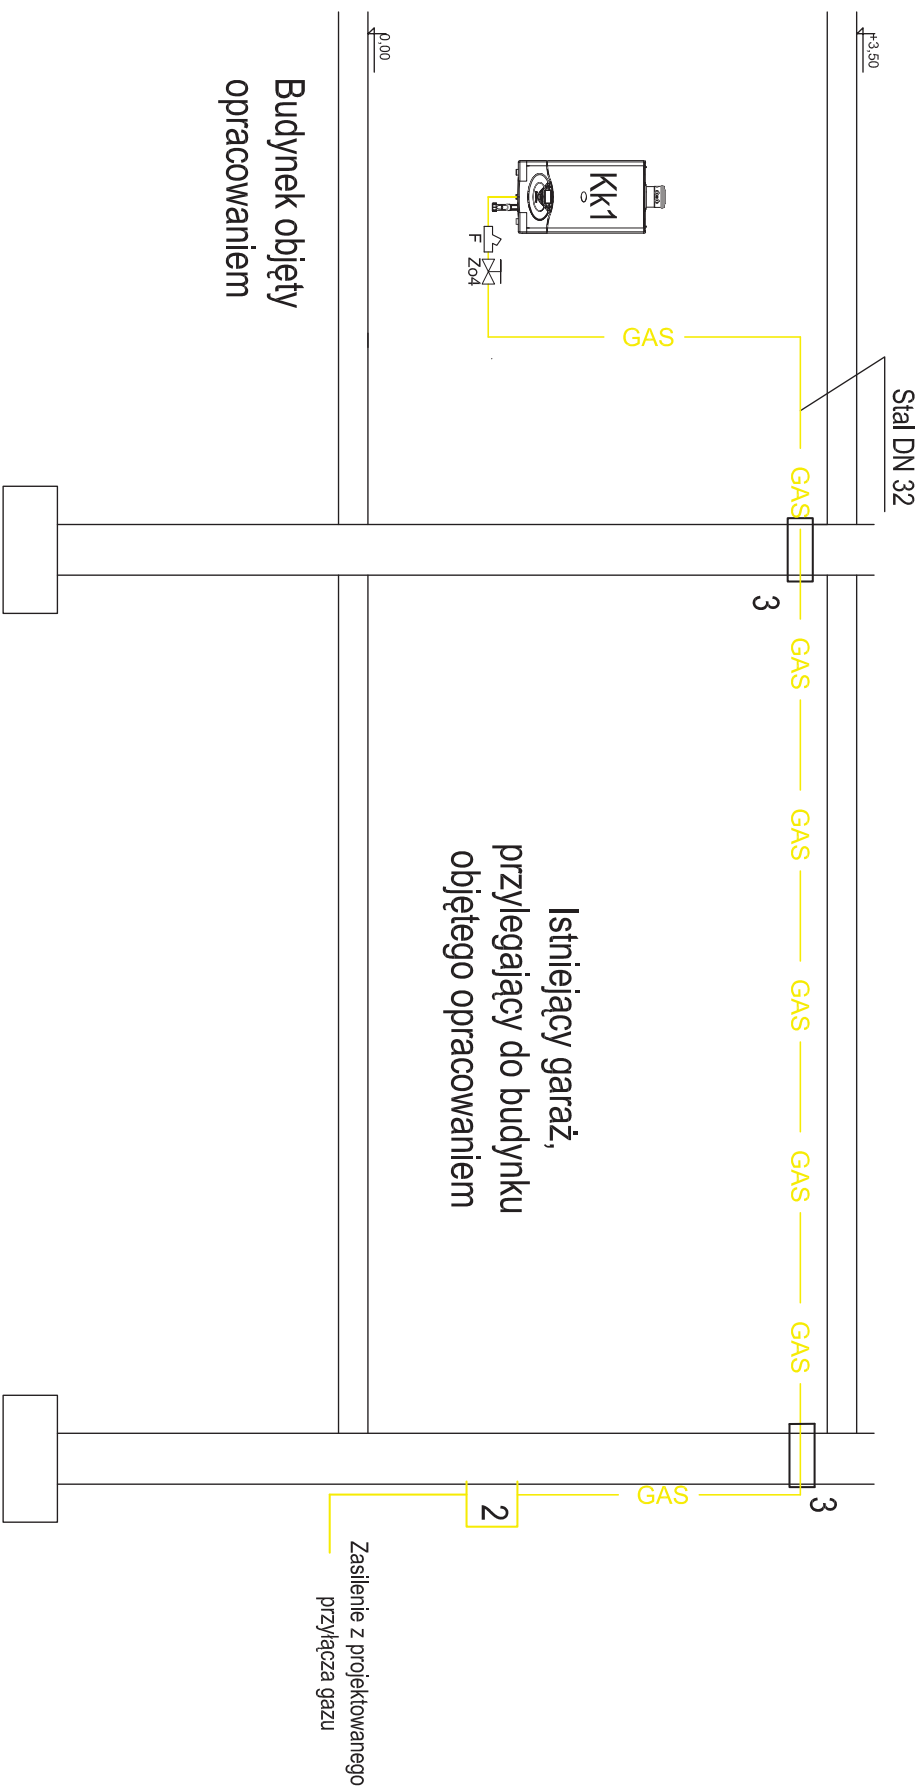 +3,50
0,00
Budynek objęty
opracowaniem
Kk1
F
Zo4
GAS
Stal DN 32
GAS
3
GAS
GAS
GAS
GAS
GAS
Istniejący garaż,
przylegający do budynku
objętego opracowaniem
3
GAS
2
Zasilenie z projektowanego
przyłącza gazu